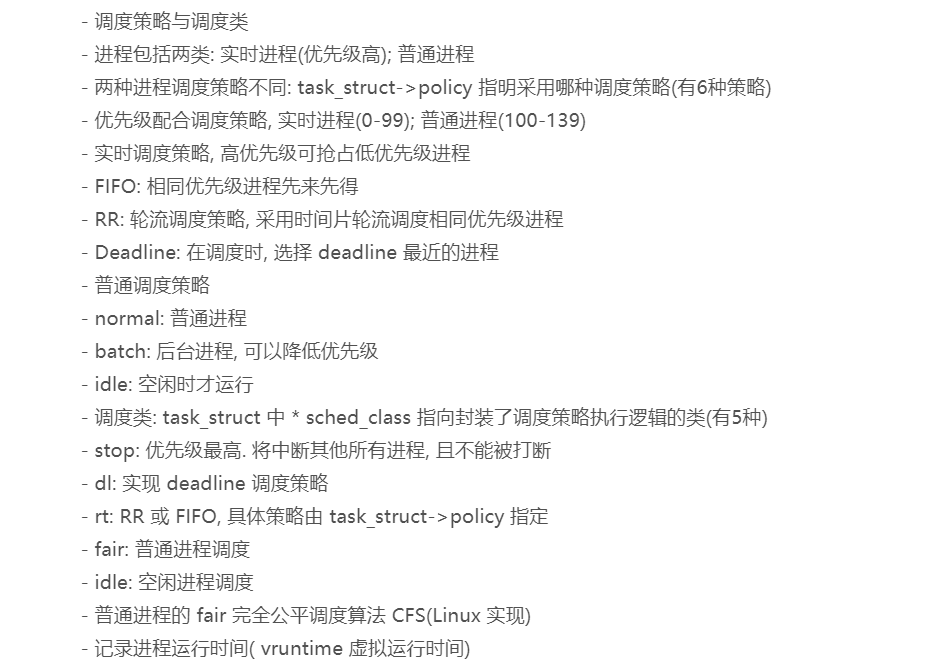 - 调度策略与调度类
- 进程包括两类: 实时进程(优先级高); 普通进程
- 两种进程调度策略不同: task_struct->policy 指明采用哪种调度策略(有6种策略)
- 优先级配合调度策略, 实时进程(0-99); 普通进程(100-139)
- 实时调度策略, 高优先级可抢占低优先级进程
- FIFO: 相同优先级进程先来先得
- RR: 轮流调度策略, 采用时间片轮流调度相同优先级进程
- Deadline: 在调度时, 选择 deadline 最近的进程
- 普通调度策略
- normal: 普通进程
- batch: 后台进程, 可以降低优先级
- idle: 空闲时才运行
- 调度类: task_struct 中 * sched_class 指向封装了调度策略执行逻辑的类(有5种)
- stop: 优先级最高. 将中断其他所有进程, 且不能被打断
- dl: 实现 deadline 调度策略
- rt: RR 或 FIFO, 具体策略由 task_struct->policy 指定
- fair: 普通进程调度
- idle: 空闲进程调度
- 普通进程的 fair 完全公平调度算法 CFS(Linux 实现)
- 记录进程运行时间( vruntime 虚拟运行时间)